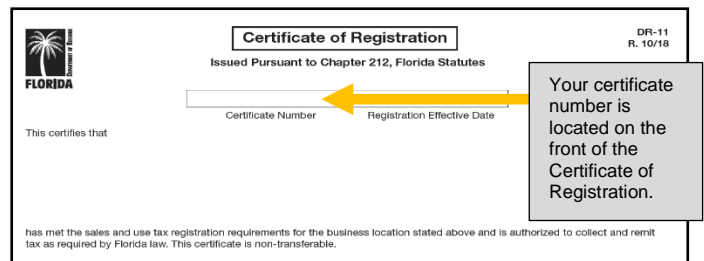 Certificate of Registration
DR-11
R. 10/18
Issued Pursuant to Chapter 212, Florida Statutes
DEPARTMENT OF REVENUE
FLORIDA
Certificate Number
Registration Effective Date
Your certificate
number is
located on the
front of the
Certificate of
Registration.
This certifies that
has met the sales and use tax registration requirements for the business location stated above and is authorized to collect and remit
tax as required by Florida law. This certificate is non-transferable.